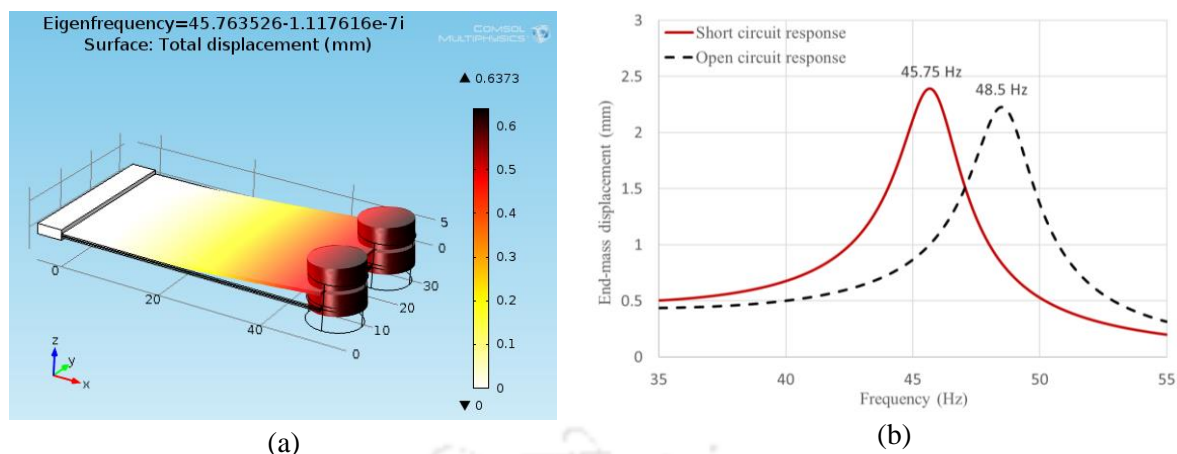 Eigenfrequency=45.763526-1.117616e-7i
Surface: Total displacement (mm)
COMSOL
MULTIPHYSICS
▲ 0.6373
0.6
0.5
0.4
0.3
0.2
0.1
0
▼ 0
5
0
30
20
10
0
0
20
40
z
y
x
(a)
Short circuit response
Open circuit response
45.75 Hz
48.5 Hz
3
2.5
2
1.5
1
0.5
0
End-mass displacement (mm)
35
40
45
50
55
Frequency (Hz)
(b)